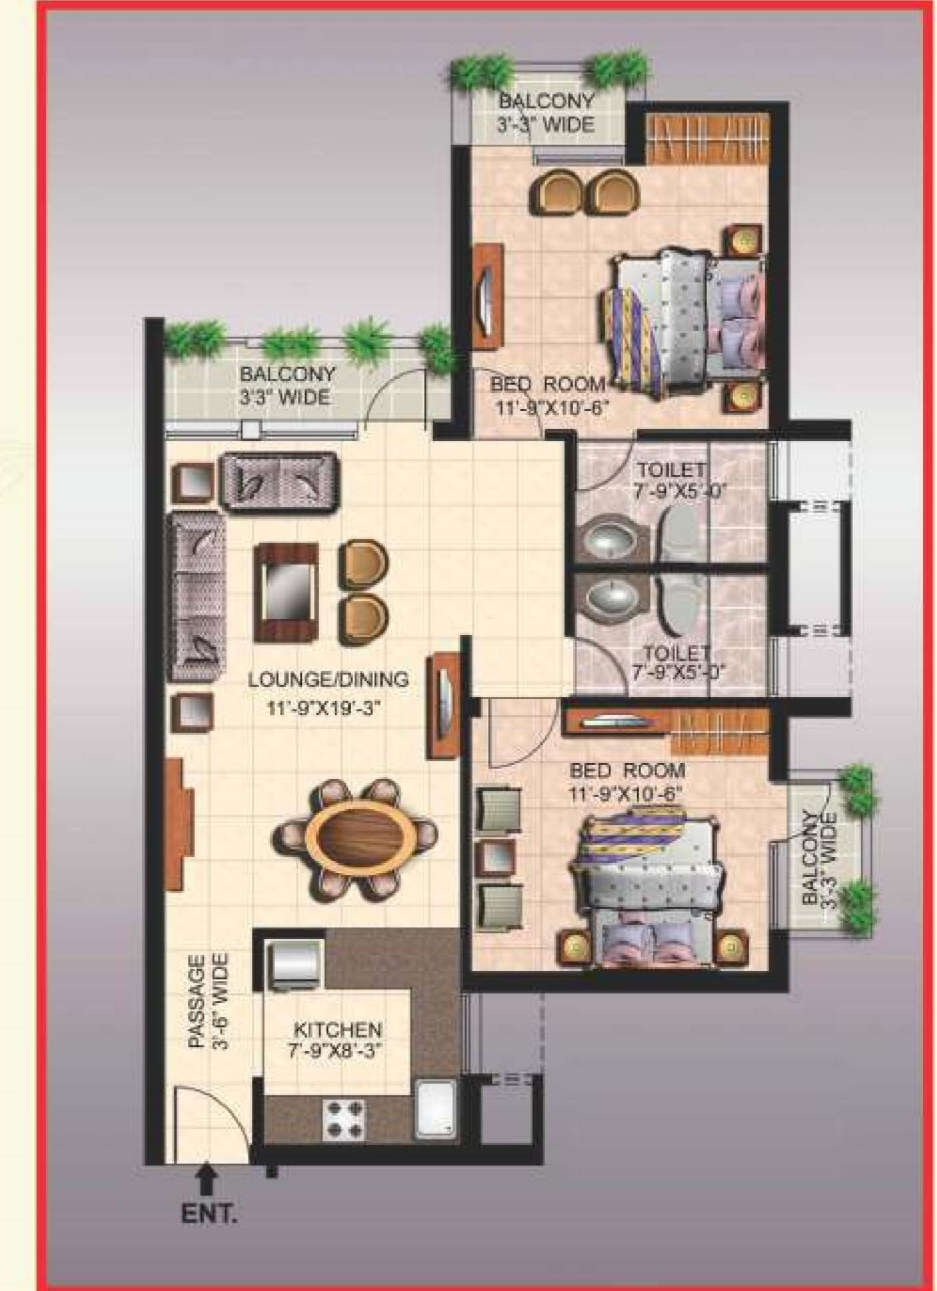 BALCONY
3'-3" WIDE
BALCONY
3'3" WIDE
BED ROOM
11'-9"X10'-6"
TOILET
7'-9"X5'-0"
TOILET
7'-9"X5'-0"
LOUNGE/DINING
11'-9"X19'-3"
BED ROOM
11'-9"X10'-6"
BALCONY
3'-3" WIDE
PASSAGE
3'-6" WIDE
KITCHEN
7'-9"X8'-3"
ENT.